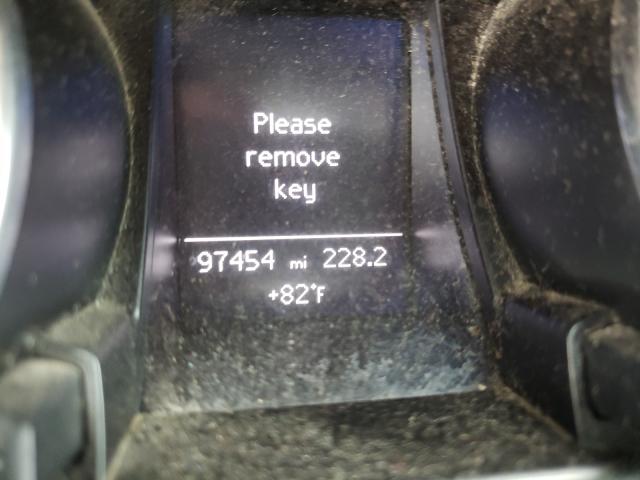 Please
remove
key
97454 mi 228.2
+82°F